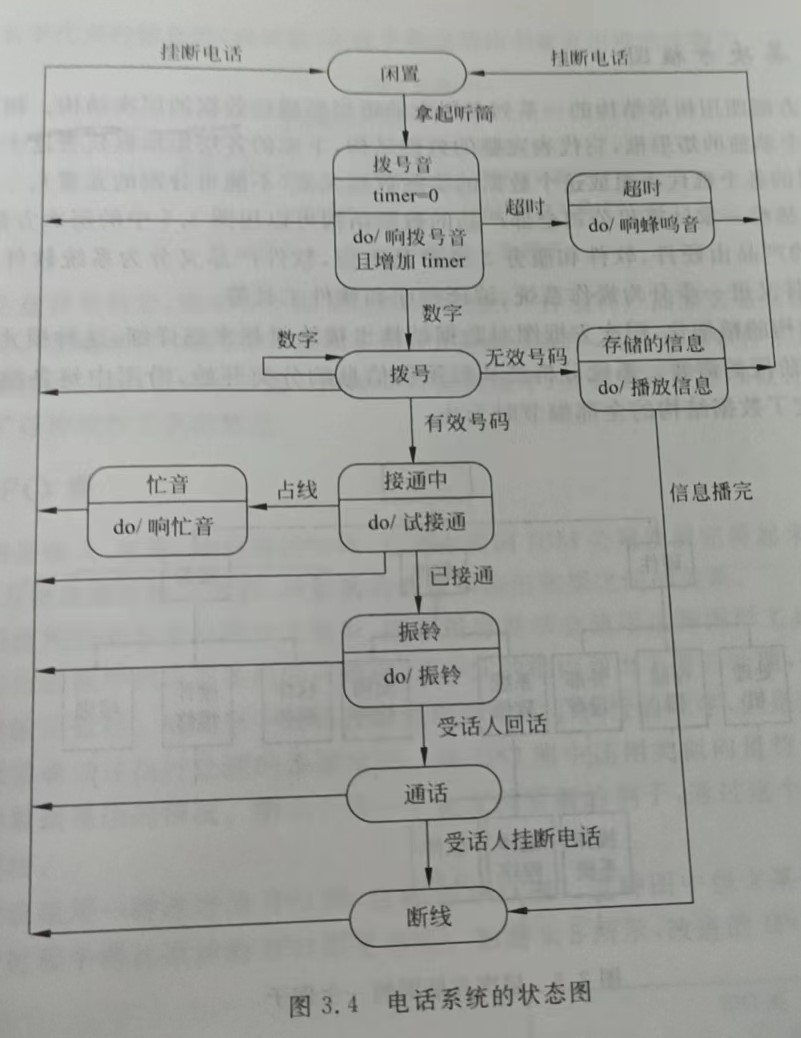 挂断电话
挂断电话
闲置
拿起听筒
拨号音
timer=0
do/ 响拨号音
且增加 timer
超时
超时
do/ 响蜂鸣音
数字
数字
拨号
无效号码
存储的信息
do/ 播放信息
有效号码
忙音
do/ 响忙音
占线
接通中
do/ 试接通
信息播完
已接通
振铃
do/ 振铃
受话人回话
通话
受话人挂断电话
断线
图 3.4 电话系统的状态图